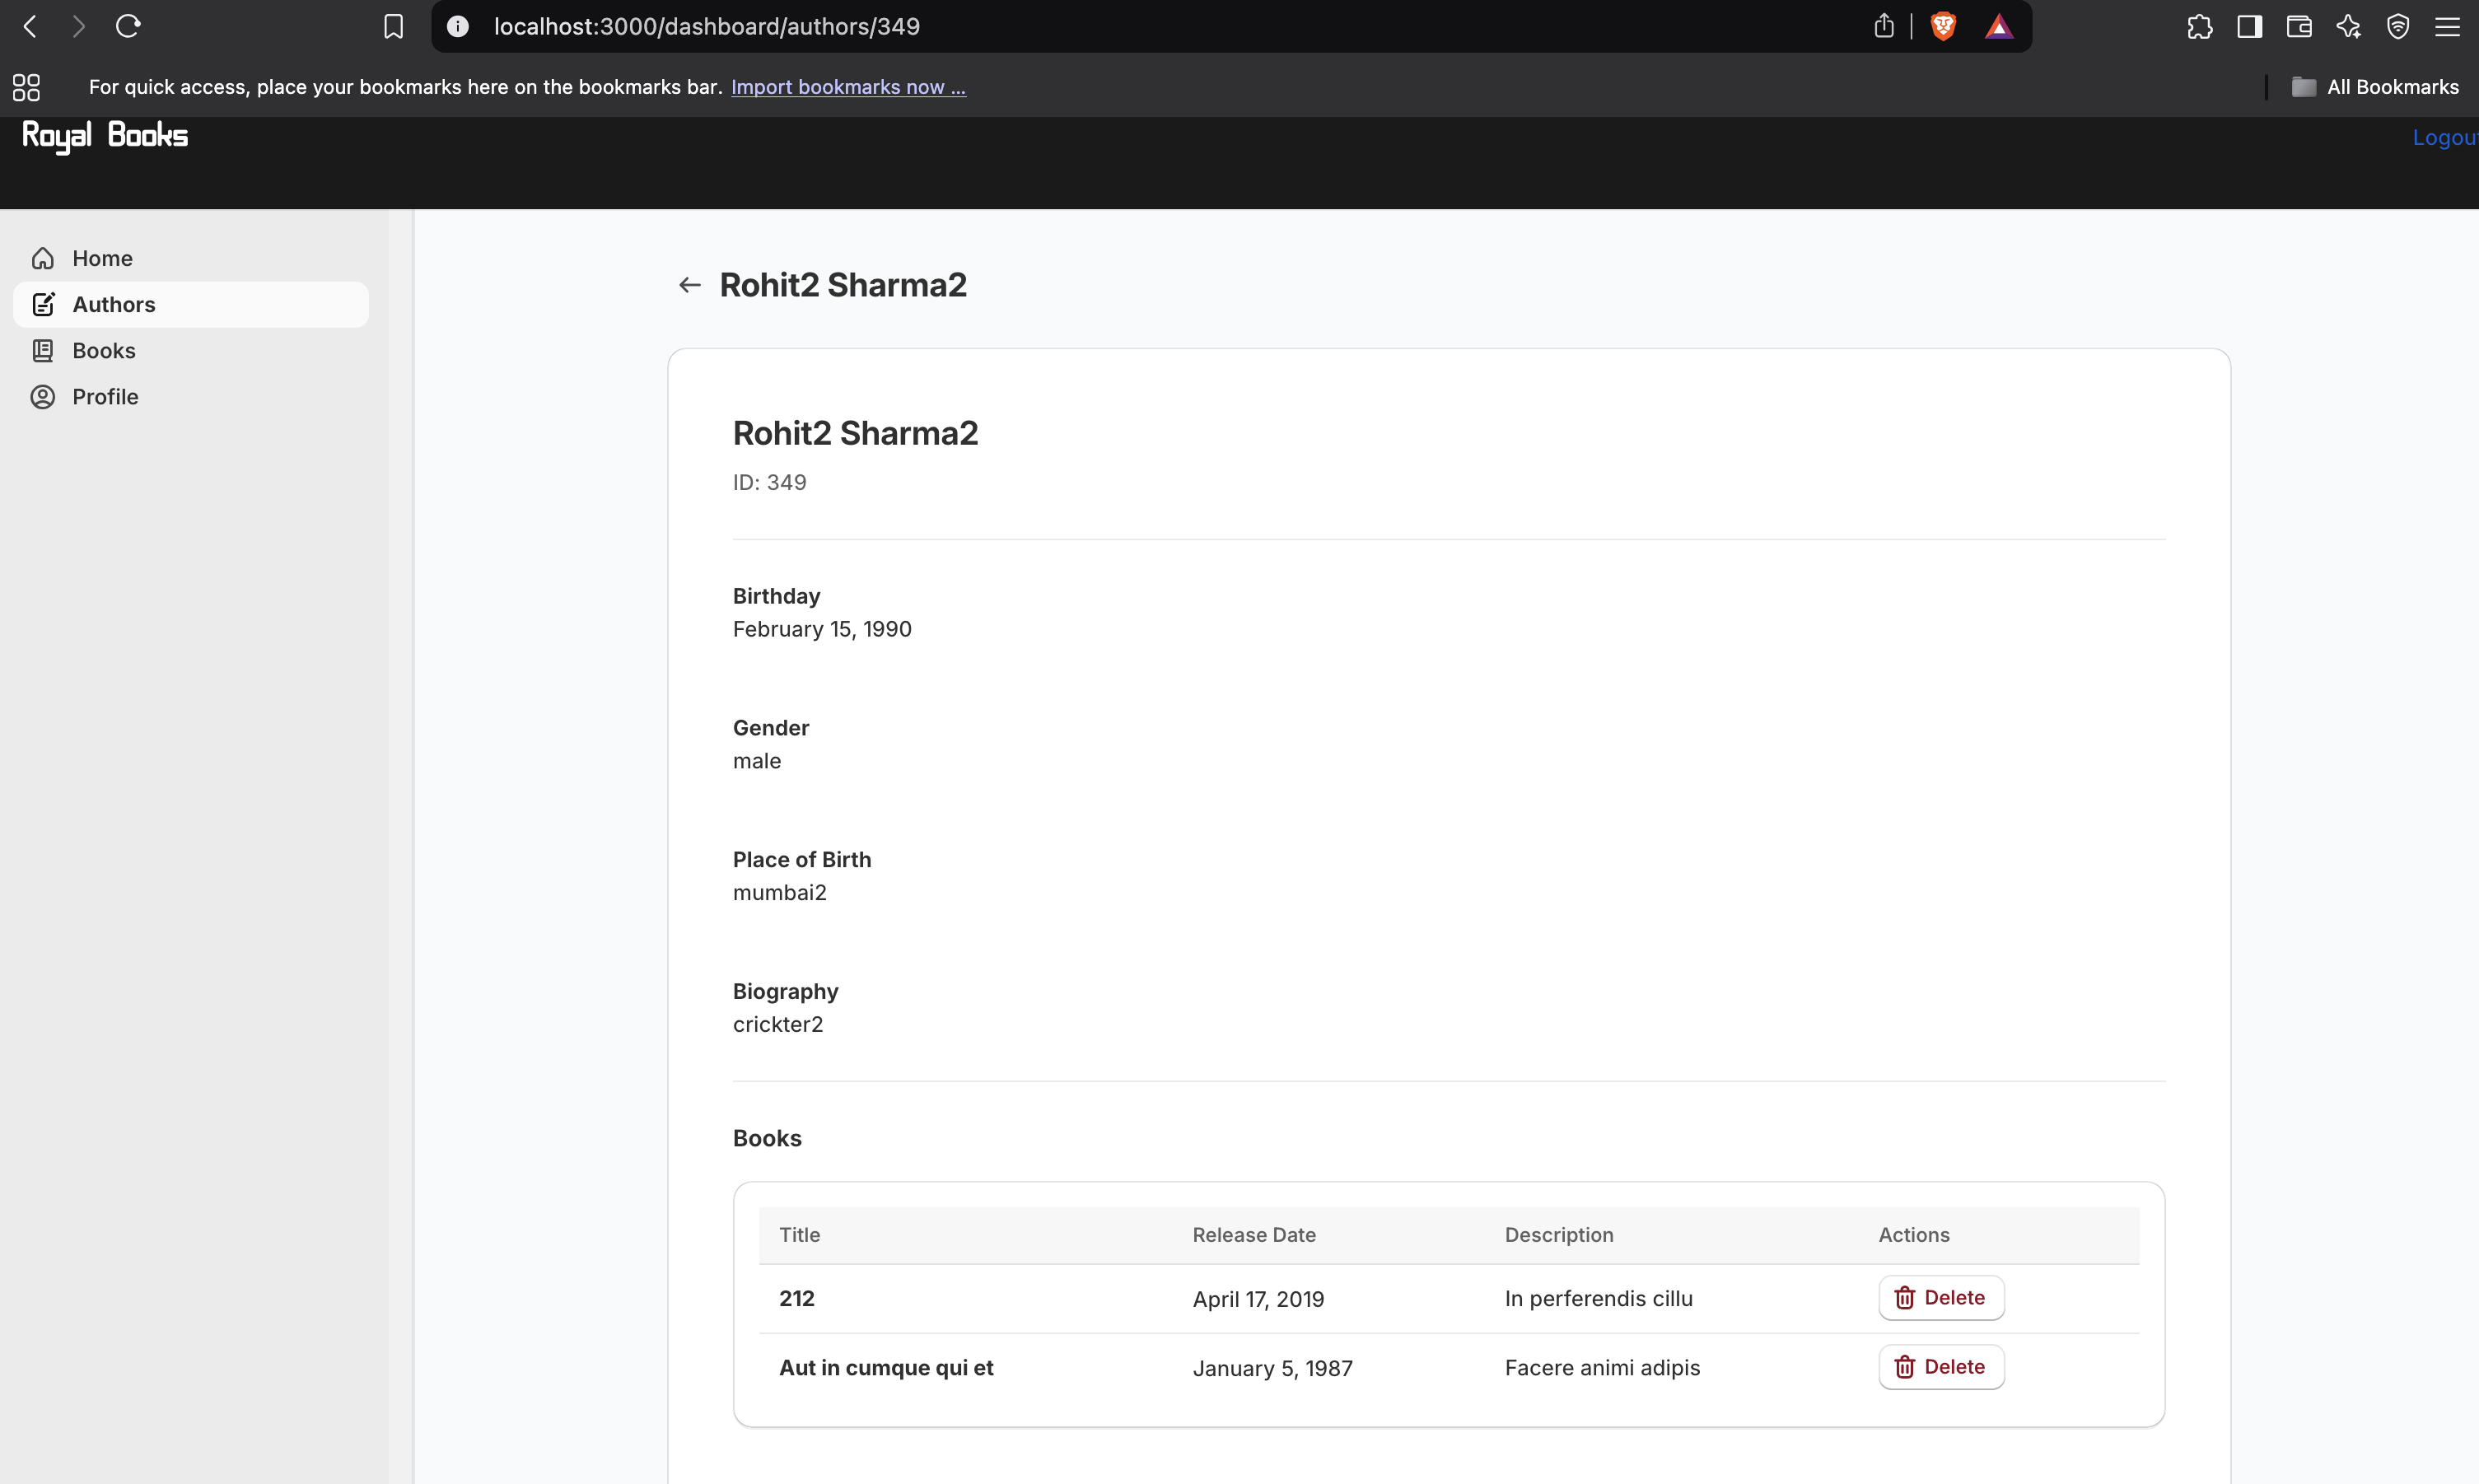 localhost:3000/dashboard/authors/349
For quick access, place your bookmarks here on the bookmarks bar. Import bookmarks now ...
All Bookmarks
Royal Books
Logout
Home
Authors
Books
Profile
Rohit2 Sharma2
Rohit2 Sharma2
ID: 349
Birthday
February 15, 1990
Gender
male
Place of Birth
mumbai2
Biography
crickter2
Books
Title Release Date Description Actions
212 April 17, 2019 In perferendis cillu Delete
Aut in cumque qui et January 5, 1987 Facere animi adipis Delete